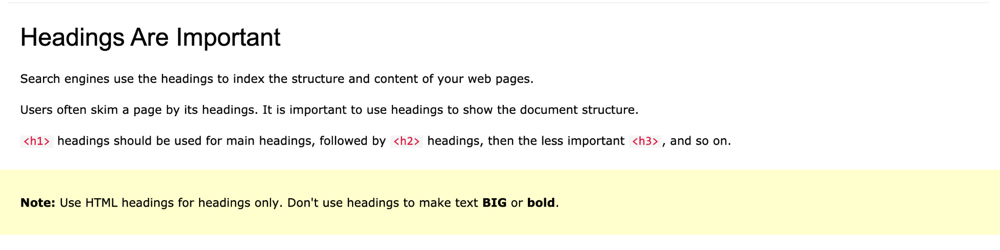 Headings Are Important
Search engines use the headings to index the structure and content of your web pages.
Users often skim a page by its headings. It is important to use headings to show the document structure.
<h1> headings should be used for main headings, followed by <h2> headings, then the less important <h3>, and so on.
Note: Use HTML headings for headings only. Don't use headings to make text BIG or bold.